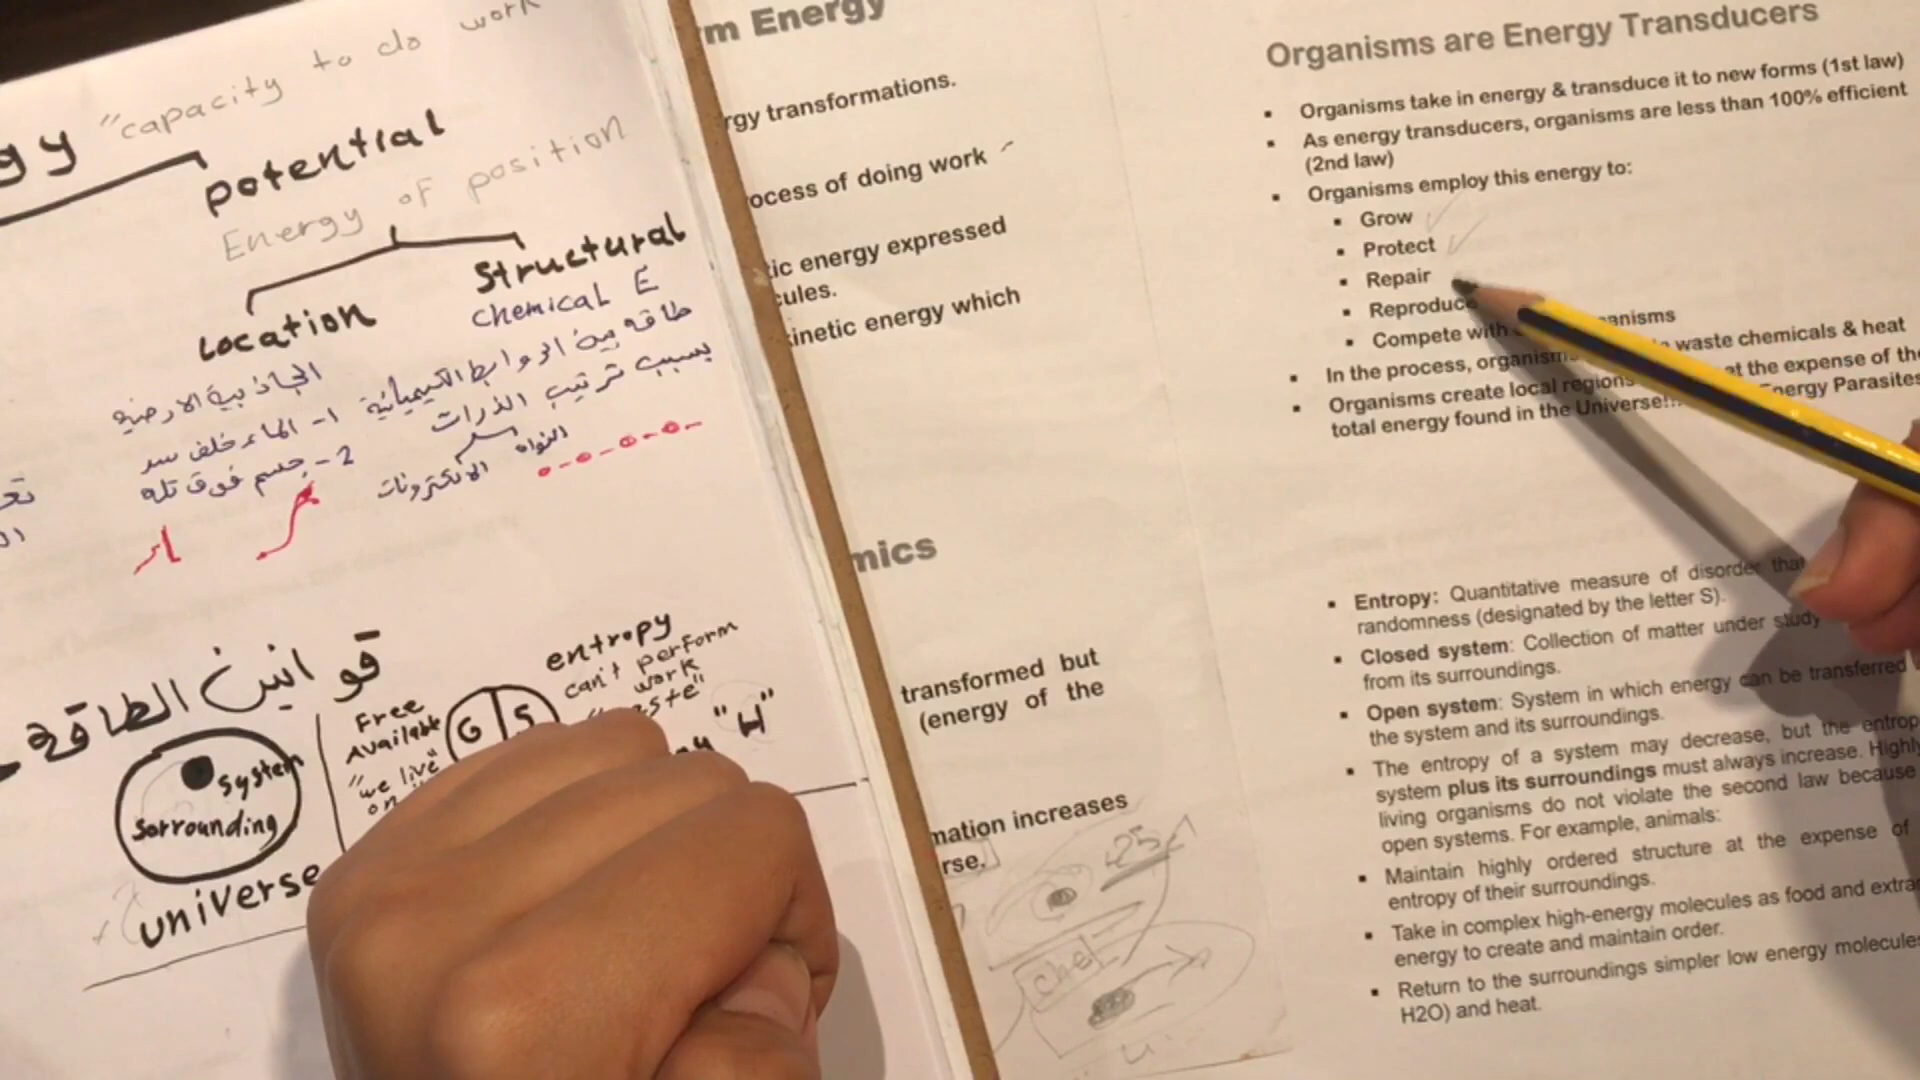 "capacity to do work
gy
potential
Energy of position
Location
Structural
chemical E
الجاذبية الارضية
1- الماء خلف سد
2- جسم فوق تله
طاقه بين الروابط الكيميائية
بسبب ترتيب الذرات
النواة
الالكترونات
قوانين الطاقة
system
Sorrounding
universe
Free
Available
"we live
on
G S
entropy
can't perform
work
"H"
rm Energy
rgy transformations.
ocess of doing work
tic energy expressed
cules.
kinetic energy which
mics
transformed but
(energy of the
mation increases
rse.
25
chel
Organisms are Energy Transducers
▪ Organisms take in energy & transduce it to new forms (1st law)
▪ As energy transducers, organisms are less than 100% efficient
(2nd law)
▪ Organisms employ this energy to:
▪ Grow
▪ Protect
▪ Repair
▪ Reproduce
▪ Compete with anisms
▪ In the process, organisms waste chemicals & heat
▪ Organisms create local regions at the expense of the
total energy found in the Universe!.. Energy Parasites
▪ Entropy: Quantitative measure of disorder that
randomness (designated by the letter S).
▪ Closed system: Collection of matter under study
from its surroundings.
▪ Open system: System in which energy can be transferred
the system and its surroundings.
▪ The entropy of a system may decrease, but the entrop
system plus its surroundings must always increase. Highly
living organisms do not violate the second law because
open systems. For example, animals:
▪ Maintain highly ordered structure at the expense of
entropy of their surroundings.
▪ Take in complex high-energy molecules as food and extra
energy to create and maintain order.
▪ Return to the surroundings simpler low energy molecules
H2O) and heat.